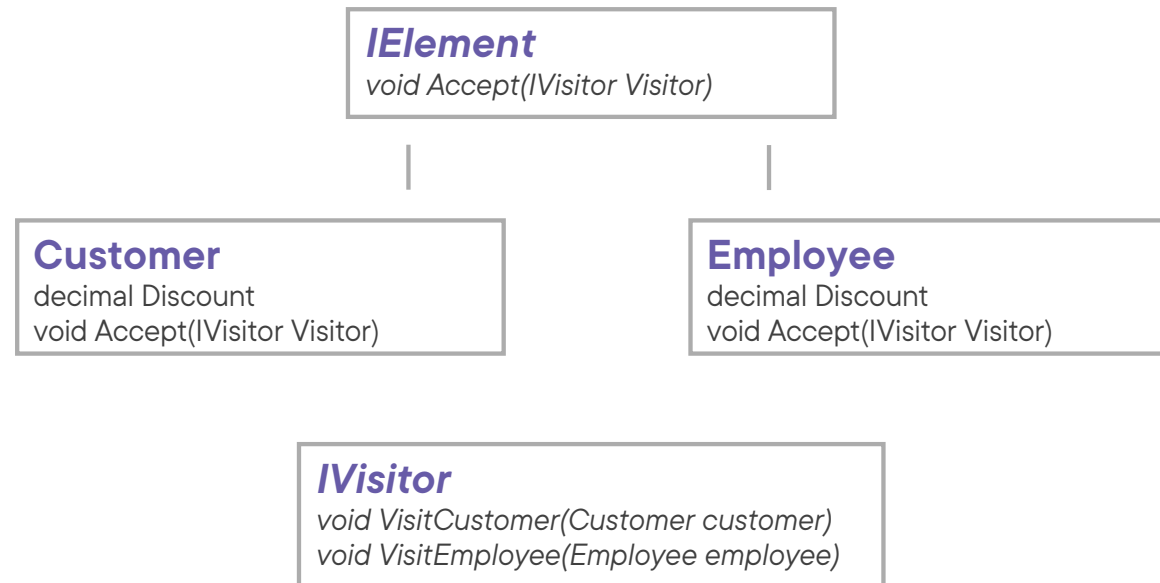 IElement
void Accept(IVisitor Visitor)
Customer
decimal Discount
void Accept(IVisitor Visitor)
Employee
decimal Discount
void Accept(IVisitor Visitor)
IVisitor
void VisitCustomer(Customer customer)
void VisitEmployee(Employee employee)